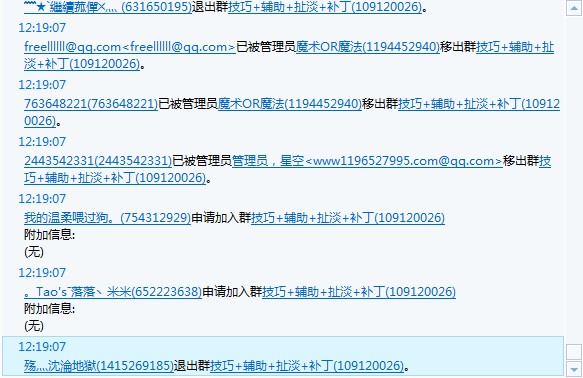 (631650195)退出群技巧+辅助+扯淡+补丁(109120026)。
12:19:07
freellllll@qq.com<freellllll@qq.com>已被管理员魔术OR魔法(1194452940)移出群技巧+辅助+扯
淡+补丁(109120026)。
12:19:07
763648221(763648221)已被管理员魔术OR魔法(1194452940)移出群技巧+辅助+扯淡+补丁(10912
0026)。
12:19:07
2443542331(2443542331)已被管理员管理员，星空<www1196527995.com@qq.com>移出群技
巧+辅助+扯淡+补丁(109120026)。
12:19:07
我的温柔喂过狗。(754312929)申请加入群技巧+辅助+扯淡+补丁(109120026)
附加信息:
(无)
12:19:07
。Tao's¯落落丶米米(652223638)申请加入群技巧+辅助+扯淡+补丁(109120026)
附加信息:
(无)
12:19:07
殇灬沈淪地獄(1415269185)退出群技巧+辅助+扯淡+补丁(109120026)。